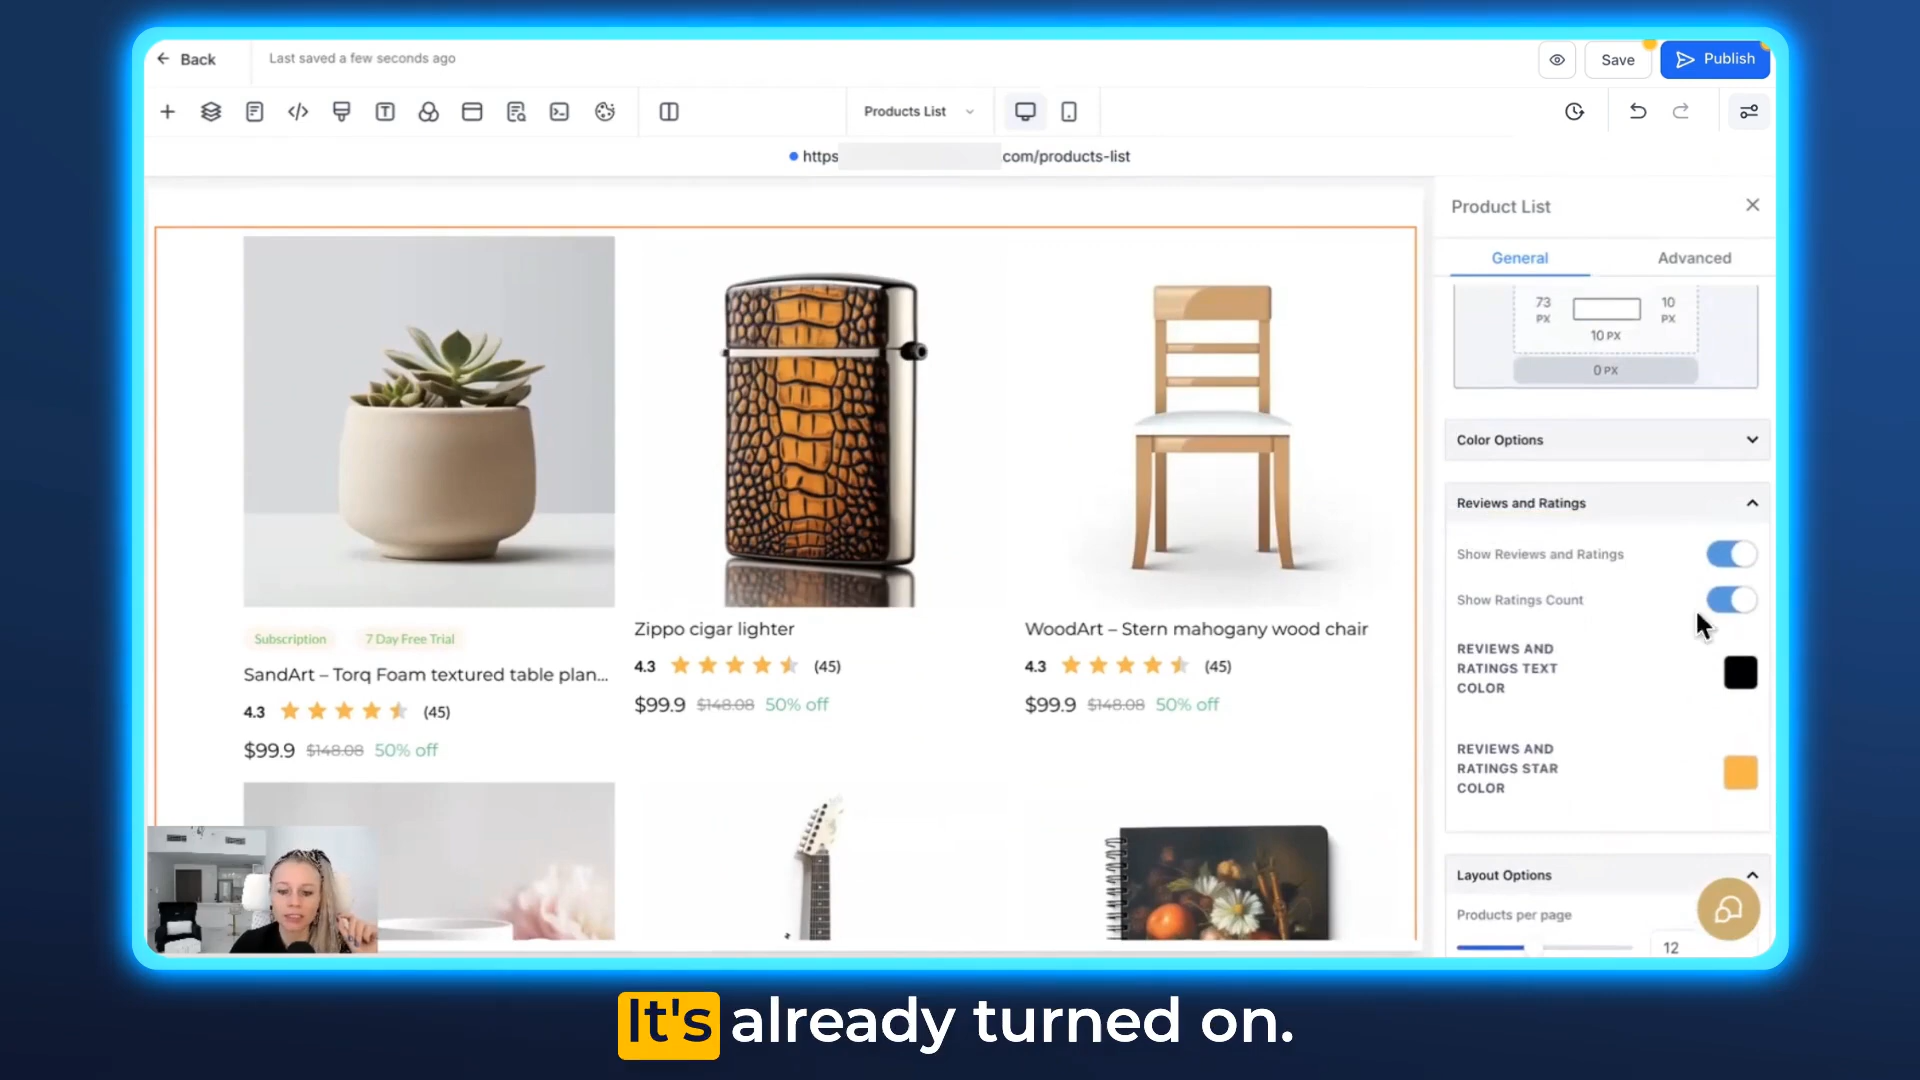 Back
Last saved a few seconds ago
Save
Publish
Products List
https
com/products-list
Product List
General
Advanced
73 PX
10 PX
10 PX
0 PX
Color Options
Reviews and Ratings
Show Reviews and Ratings
Show Ratings Count
REVIEWS AND
RATINGS TEXT
COLOR
REVIEWS AND
RATINGS STAR
COLOR
Layout Options
Products per page
12
Subscription
7 Day Free Trial
SandArt – Torq Foam textured table plan...
4.3 (45)
$99.9 $148.08 50% off
Zippo cigar lighter
4.3 (45)
$99.9 $148.08 50% off
WoodArt – Stern mahogany wood chair
4.3 (45)
$99.9 $148.08 50% off
It's already turned on.